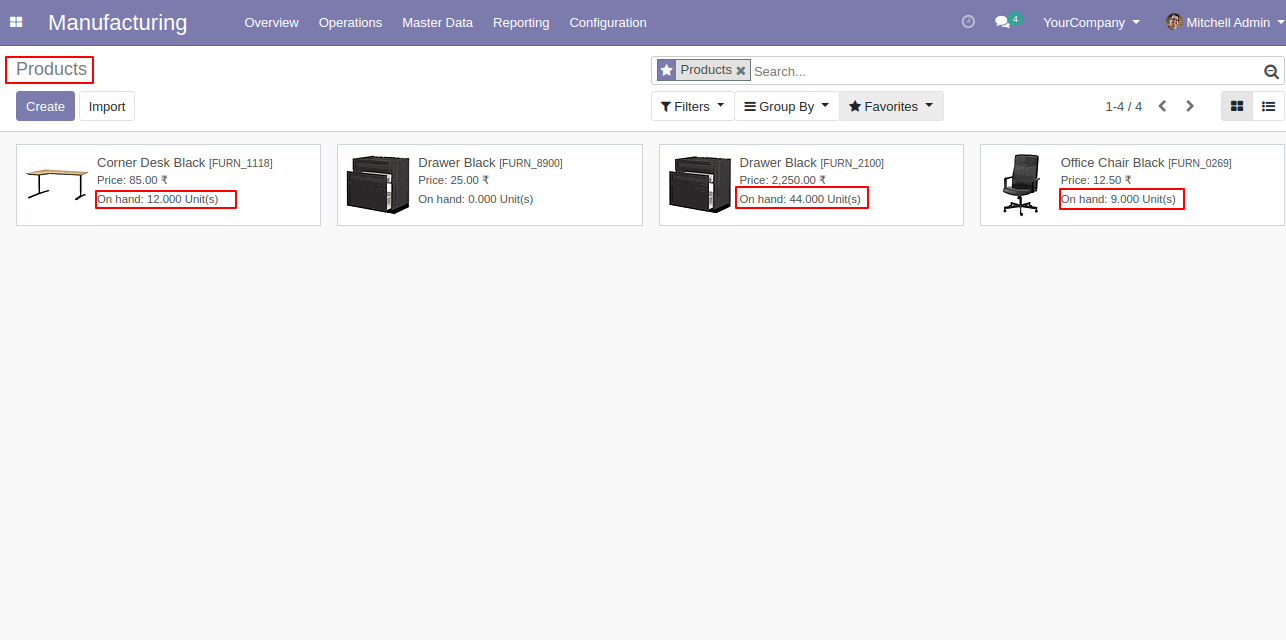 Manufacturing Overview Operations Master Data Reporting Configuration 4 YourCompany Mitchell Admin
Products
Products Search...
Create Import
Filters Group By Favorites 1-4 / 4
Corner Desk Black [FURN_1118]
Price: 85.00 ₹
On hand: 12.000 Unit(s)
Drawer Black [FURN_8900]
Price: 25.00 ₹
On hand: 0.000 Unit(s)
Drawer Black [FURN_2100]
Price: 2,250.00 ₹
On hand: 44.000 Unit(s)
Office Chair Black [FURN_0269]
Price: 12.50 ₹
On hand: 9.000 Unit(s)